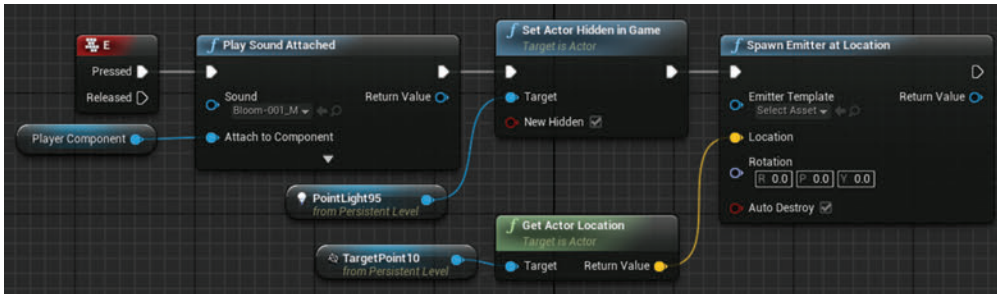 E
Pressed
Released
Player Component
Play Sound Attached
Sound
Bloom-001_M
Return Value
Attach to Component
PointLight95
from Persistent Level
TargetPoint10
from Persistent Level
Set Actor Hidden in Game
Target is Actor
Target
New Hidden
Get Actor Location
Target is Actor
Target Return Value
Spawn Emitter at Location
Emitter Template
Select Asset
Return Value
Location
Rotation
R 0.0 P 0.0 Y 0.0
Auto Destroy